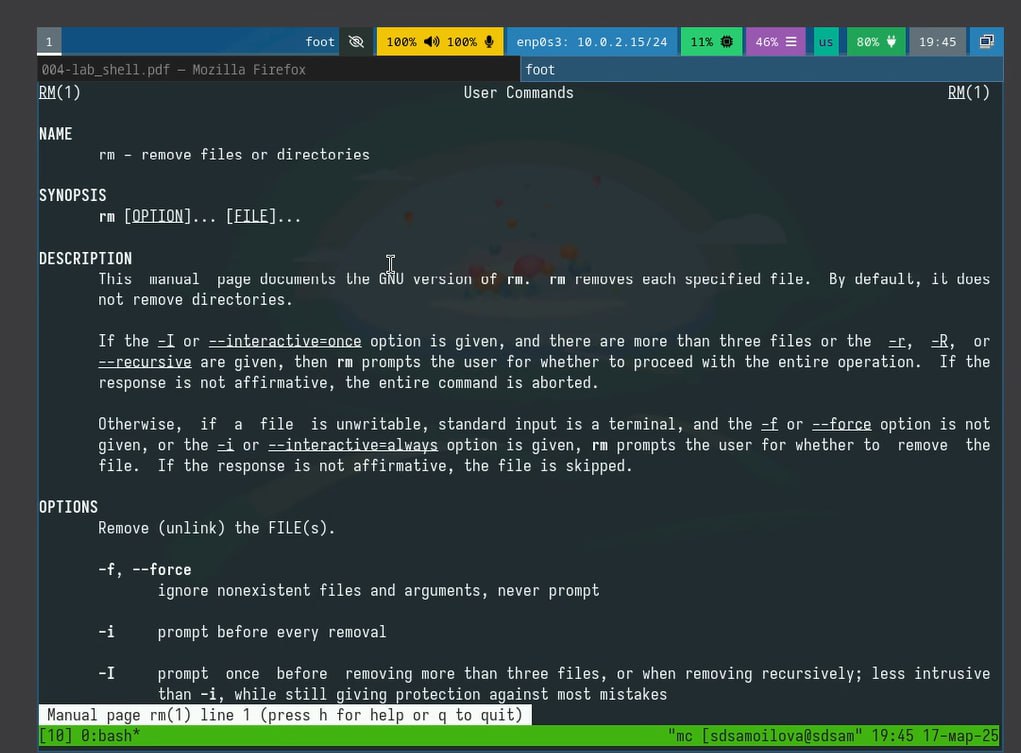 1 foot 100% 100% enp0s3: 10.0.2.15/24 11% 46% us 80% 19:45
004-lab_shell.pdf — Mozilla Firefox foot
RM(1) User Commands RM(1)
NAME
rm - remove files or directories
SYNOPSIS
rm [OPTION]... [FILE]...
DESCRIPTION
This manual page documents the GNU version of rm. rm removes each specified file. By default, it does
not remove directories.
If the -I or --interactive=once option is given, and there are more than three files or the -r, -R, or
--recursive are given, then rm prompts the user for whether to proceed with the entire operation. If the
response is not affirmative, the entire command is aborted.
Otherwise, if a file is unwritable, standard input is a terminal, and the -f or --force option is not
given, or the -i or --interactive=always option is given, rm prompts the user for whether to remove the
file. If the response is not affirmative, the file is skipped.
OPTIONS
Remove (unlink) the FILE(s).
-f, --force
ignore nonexistent files and arguments, never prompt
-i prompt before every removal
-I prompt once before removing more than three files, or when removing recursively; less intrusive
than -i, while still giving protection against most mistakes
Manual page rm(1) line 1 (press h for help or q to quit)
[10] 0:bash* "mc [sdsamoilova@sdsam" 19:45 17-мар-25